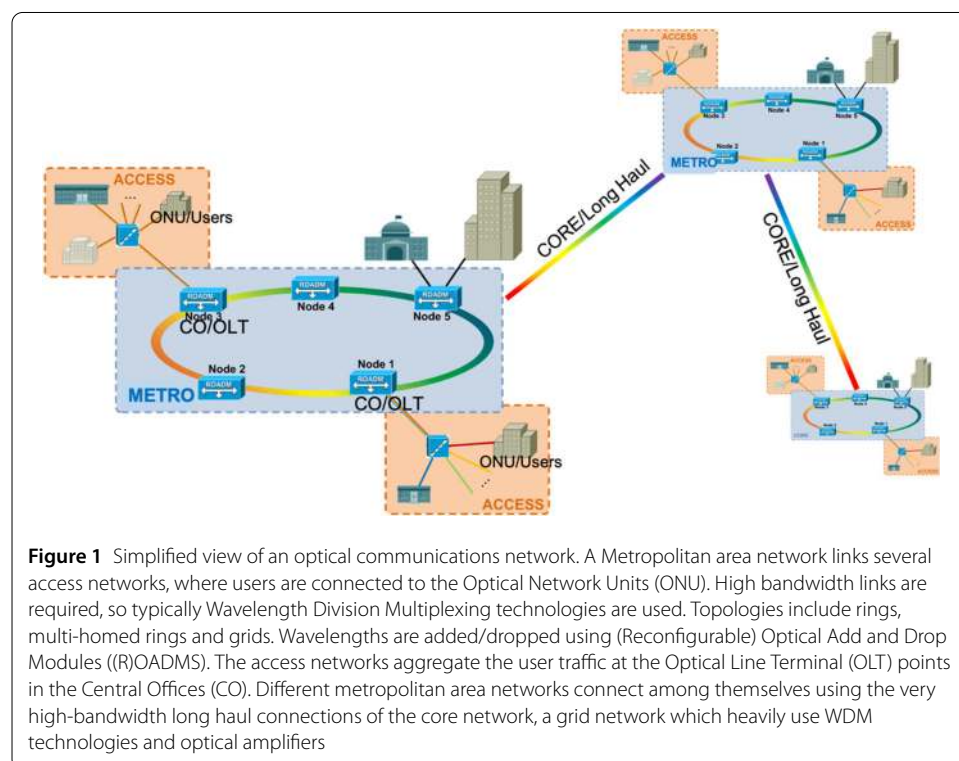 ACCESS
...
Node 3
Node 4
Node 5
Node 2
Node 1
METRO
ACCESS
CORE/Long Haul
CORE/Long Haul
ACCESS
...
ONU/Users
RDADM
Node 3
CO/OLT
RDADM
Node 4
RDADM
Node 5
Node 2
RDADM
Node 1
RDADM
CO/OLT
METRO
ONU/Users
...
ACCESS
ACCESS
ACCESS
Figure 1 Simplified view of an optical communications network. A Metropolitan area network links several
access networks, where users are connected to the Optical Network Units (ONU). High bandwidth links are
required, so typically Wavelength Division Multiplexing technologies are used. Topologies include rings,
multi-homed rings and grids. Wavelengths are added/dropped using (Reconfigurable) Optical Add and Drop
Modules ((R)OADMS). The access networks aggregate the user traffic at the Optical Line Terminal (OLT) points
in the Central Offices (CO). Different metropolitan area networks connect among themselves using the very
high-bandwidth long haul connections of the core network, a grid network which heavily use WDM
technologies and optical amplifiers